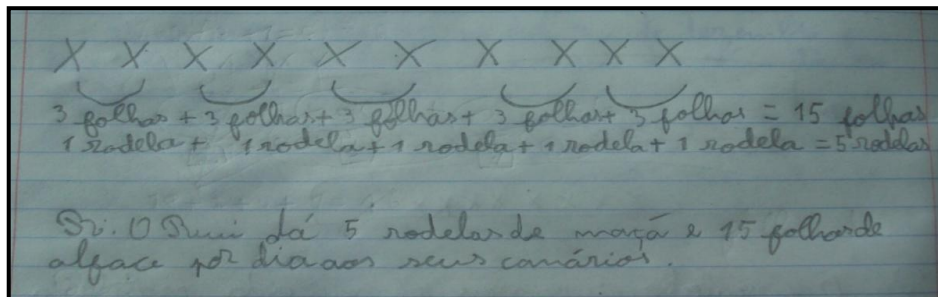 X X X X X X X X X X
3 folhas + 3 folhas + 3 folhas + 3 folhas + 3 folhas = 15 folhas
1 rodela + 1 rodela + 1 rodela + 1 rodela + 1 rodela = 5 rodelas
R: O Rui dá 5 rodelas de maçã e 15 folhas de
alface por dia aos seus canários.